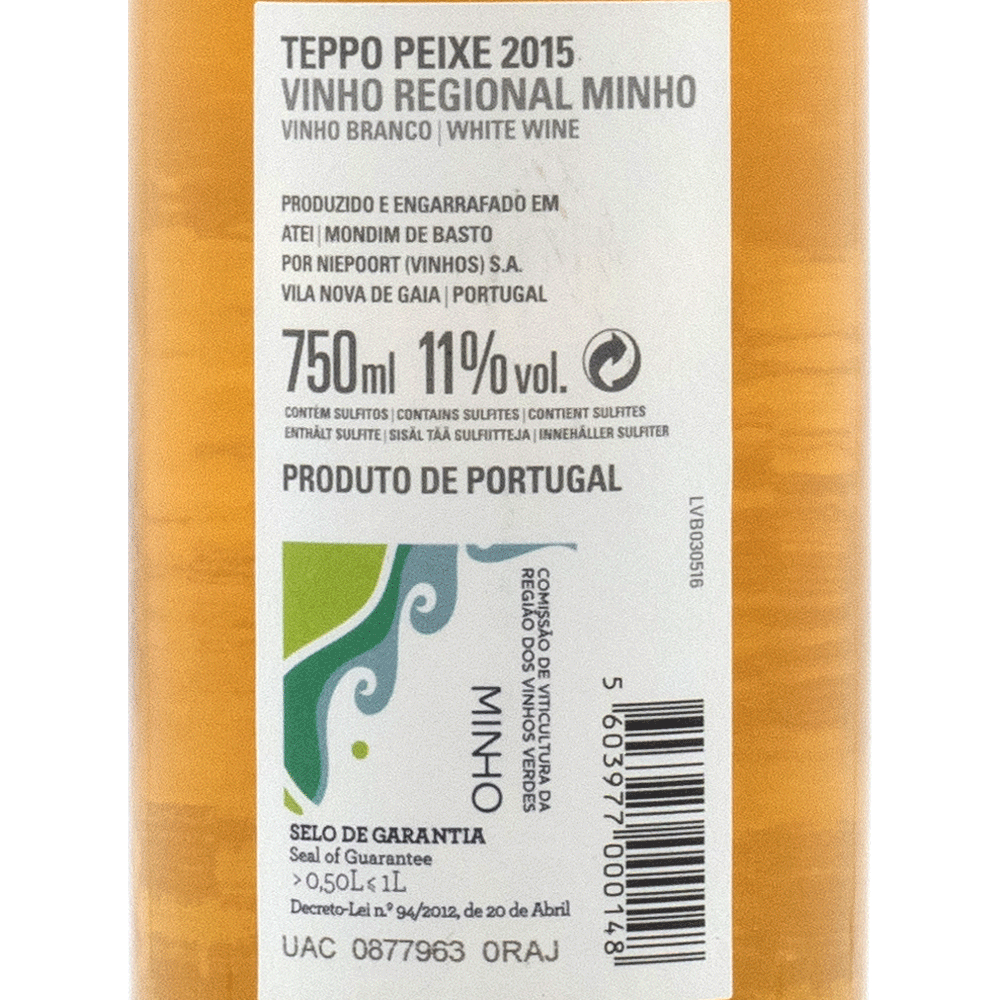 TEPPO PEIXE 2015
VINHO REGIONAL MINHO
VINHO BRANCO | WHITE WINE
PRODUZIDO E ENGARRAFADO EM
ATEI | MONDIM DE BASTO
POR NIEPOORT (VINHOS) S.A.
VILA NOVA DE GAIA | PORTUGAL
750ml 11% vol.
CONTÉM SULFITOS | CONTAINS SULFITES | CONTIENT SULFITES
ENTHÄLT SULFITE | SISÄL TÄÄ SULFIITTEJA | INNEHÅLLER SULFITER
PRODUTO DE PORTUGAL
LVB030516
COMISSÃO DE VITICULTURA DA
REGIÃO DOS VINHOS VERDES
MINHO
SELO DE GARANTIA
Seal of Guarantee
>0,50L≤1L
Decreto-Lei n.º 94/2012, de 20 de Abril
UAC 0877963 0RAJ
5 603977 000148